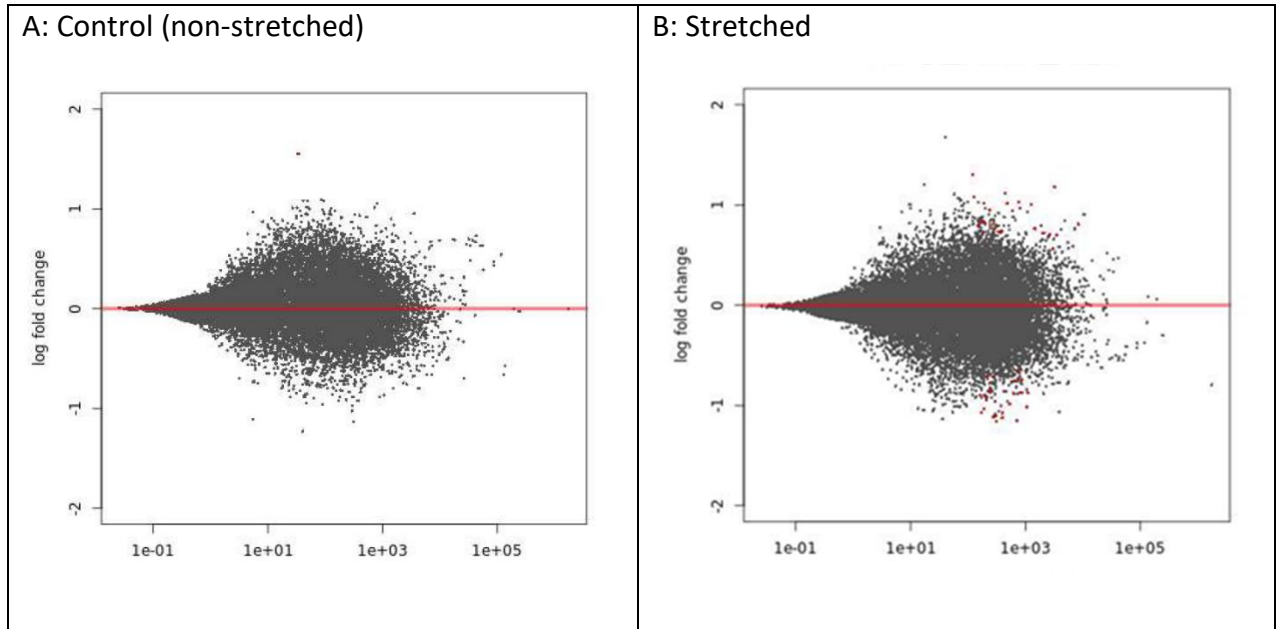 A: Control (non-stretched)
2
1
0
-1
-2
log fold change
1e-01 1e+01 1e+03 1e+05
B: Stretched
2
1
0
-1
-2
log fold change
1e-01 1e+01 1e+03 1e+05